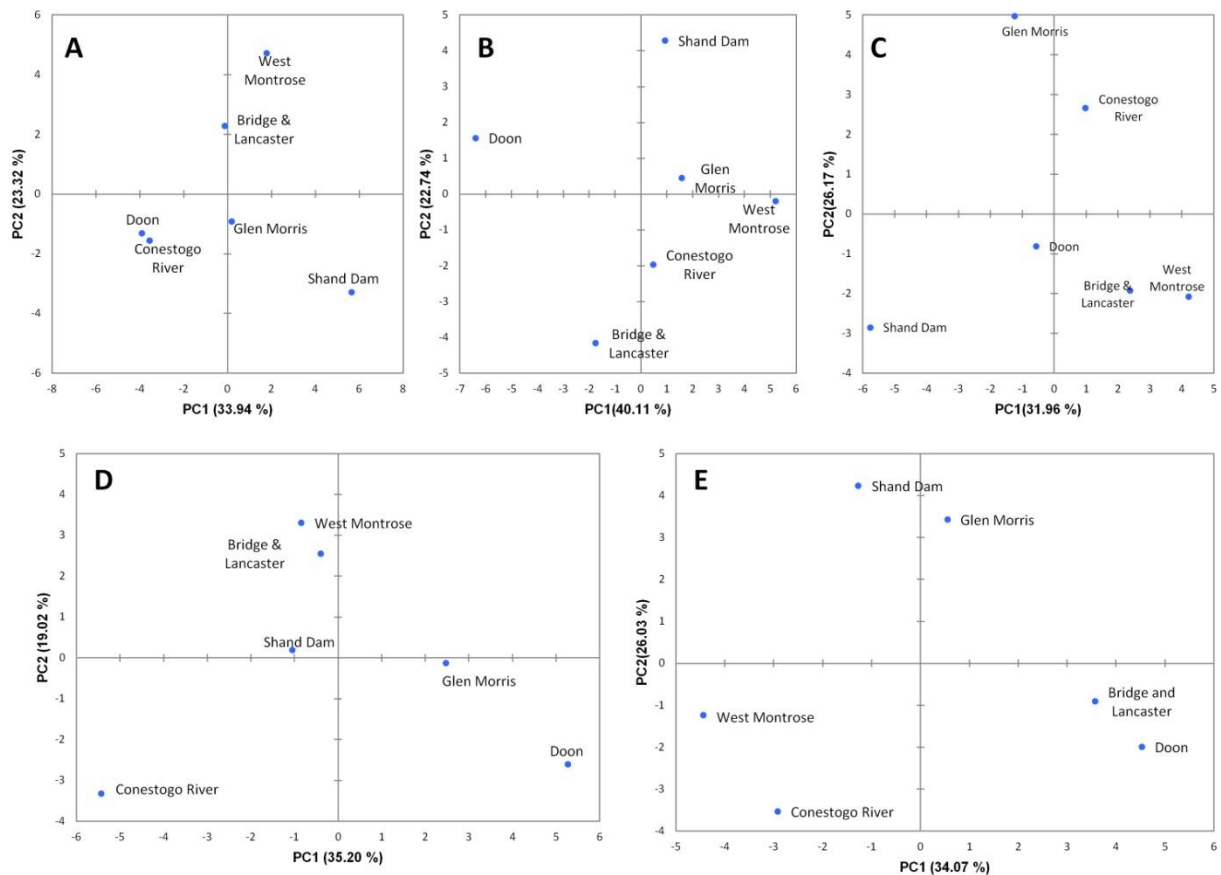 A
6
4
2
0
-2
-4
-6
PC2 (23.32 %)
West
Montrose
Bridge &
Lancaster
Doon
Conestogo
River
Glen Morris
Shand Dam
-8 -6 -4 -2 0 2 4 6 8
PC1 (33.94 %)
B
5
4
3
2
1
0
-1
-2
-3
-4
-5
PC2 (22.74 %)
Shand Dam
Doon
Glen
Morris
West
Montrose
Conestogo
River
Bridge &
Lancaster
-7 -6 -5 -4 -3 -2 -1 0 1 2 3 4 5 6
PC1(40.11 %)
C
5
4
3
2
1
0
-1
-2
-3
-4
PC2(26.17 %)
Glen Morris
Conestogo
River
Doon
Bridge &
Lancaster
West
Montrose
Shand Dam
-6 -5 -4 -3 -2 -1 0 1 2 3 4 5
PC1(31.96 %)
D
5
4
3
2
1
0
-1
-2
-3
-4
PC2 (19.02 %)
West Montrose
Bridge &
Lancaster
Shand Dam
Glen Morris
Doon
Conestogo River
-6 -5 -4 -3 -2 -1 0 1 2 3 4 5 6
PC1 (35.20 %)
E
5
4
3
2
1
0
-1
-2
-3
-4
PC2(26.03 %)
Shand Dam
Glen Morris
Bridge and
Lancaster
West Montrose
Doon
Conestogo River
-5 -4 -3 -2 -1 0 1 2 3 4 5 6
PC1 (34.07 %)